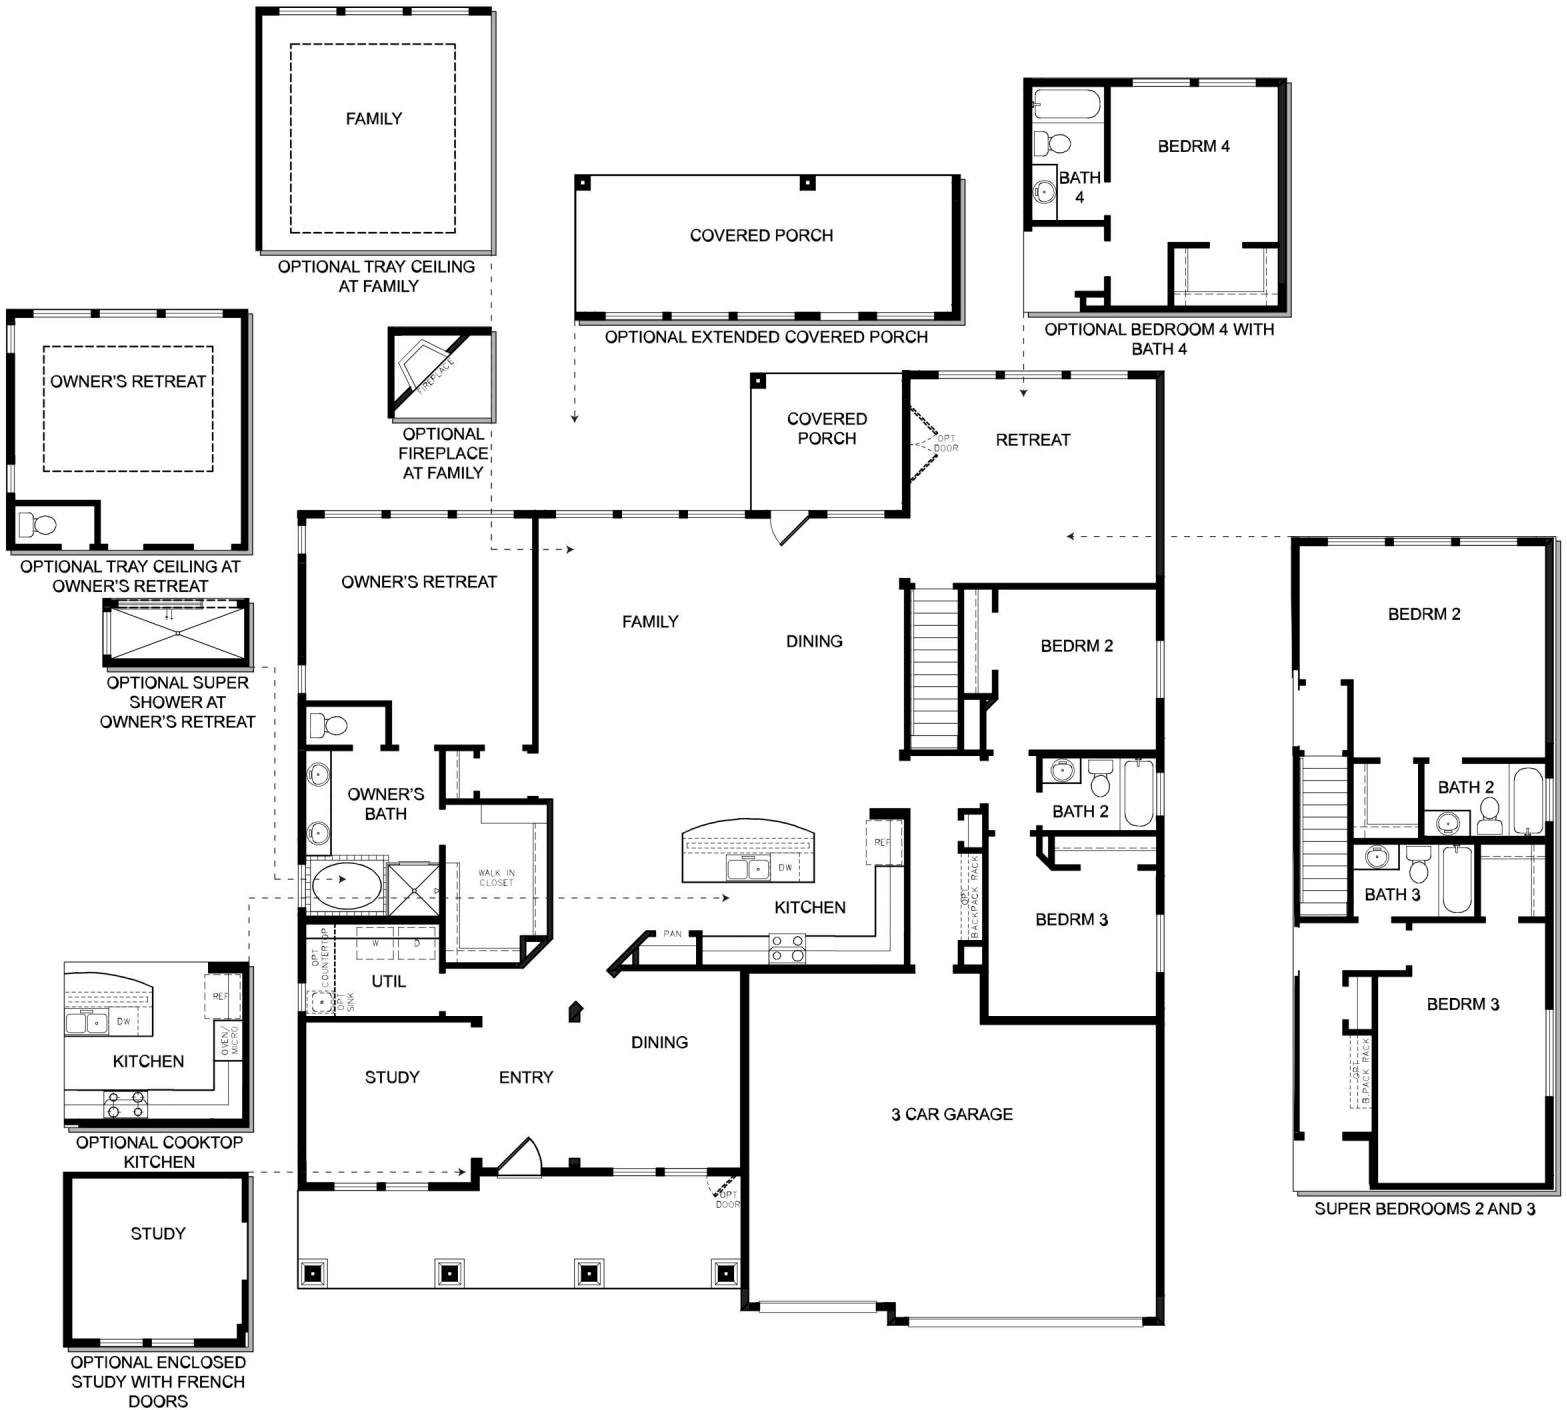 FAMILY
OPTIONAL TRAY CEILING
AT FAMILY
BEDRM 4
BATH
4
OPTIONAL BEDROOM 4 WITH
BATH 4
COVERED PORCH
OPTIONAL EXTENDED COVERED PORCH
OWNER'S RETREAT
OPTIONAL TRAY CEILING AT
OWNER'S RETREAT
FIREPLACE
OPTIONAL
FIREPLACE
AT FAMILY
OPTIONAL SUPER
SHOWER AT
OWNER'S RETREAT
COVERED
PORCH
OPT
DOOR
RETREAT
OWNER'S RETREAT
FAMILY
DINING
BEDRM 2
OWNER'S
BATH
BATH 2
WALK IN
CLOSET
REF
DW
KITCHEN
PAN
OPT
BACKPACK RACK
BEDRM 3
OPT
COUNTERTOP
W
D
UTIL
OPT
SINK
STUDY
ENTRY
DINING
3 CAR GARAGE
OPT
DOOR
REF
DW
OVEN/
MICRO
KITCHEN
OPTIONAL COOKTOP
KITCHEN
STUDY
OPTIONAL ENCLOSED
STUDY WITH FRENCH
DOORS
BEDRM 2
BATH 2
BATH 3
BEDRM 3
OPT
B.PACK RACK
SUPER BEDROOMS 2 AND 3